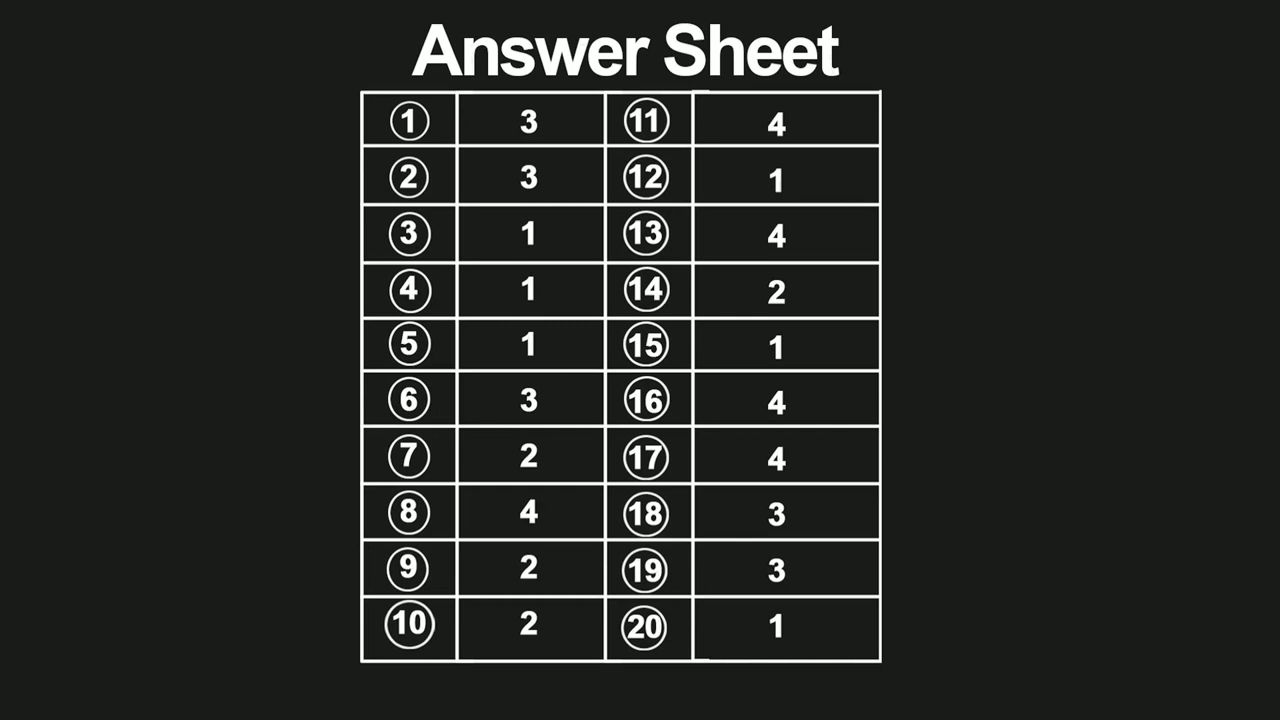 Answer Sheet
1 3 11 4
2 3 12 1
3 1 13 4
4 1 14 2
5 1 15 1
6 3 16 4
7 2 17 4
8 4 18 3
9 2 19 3
10 2 20 1